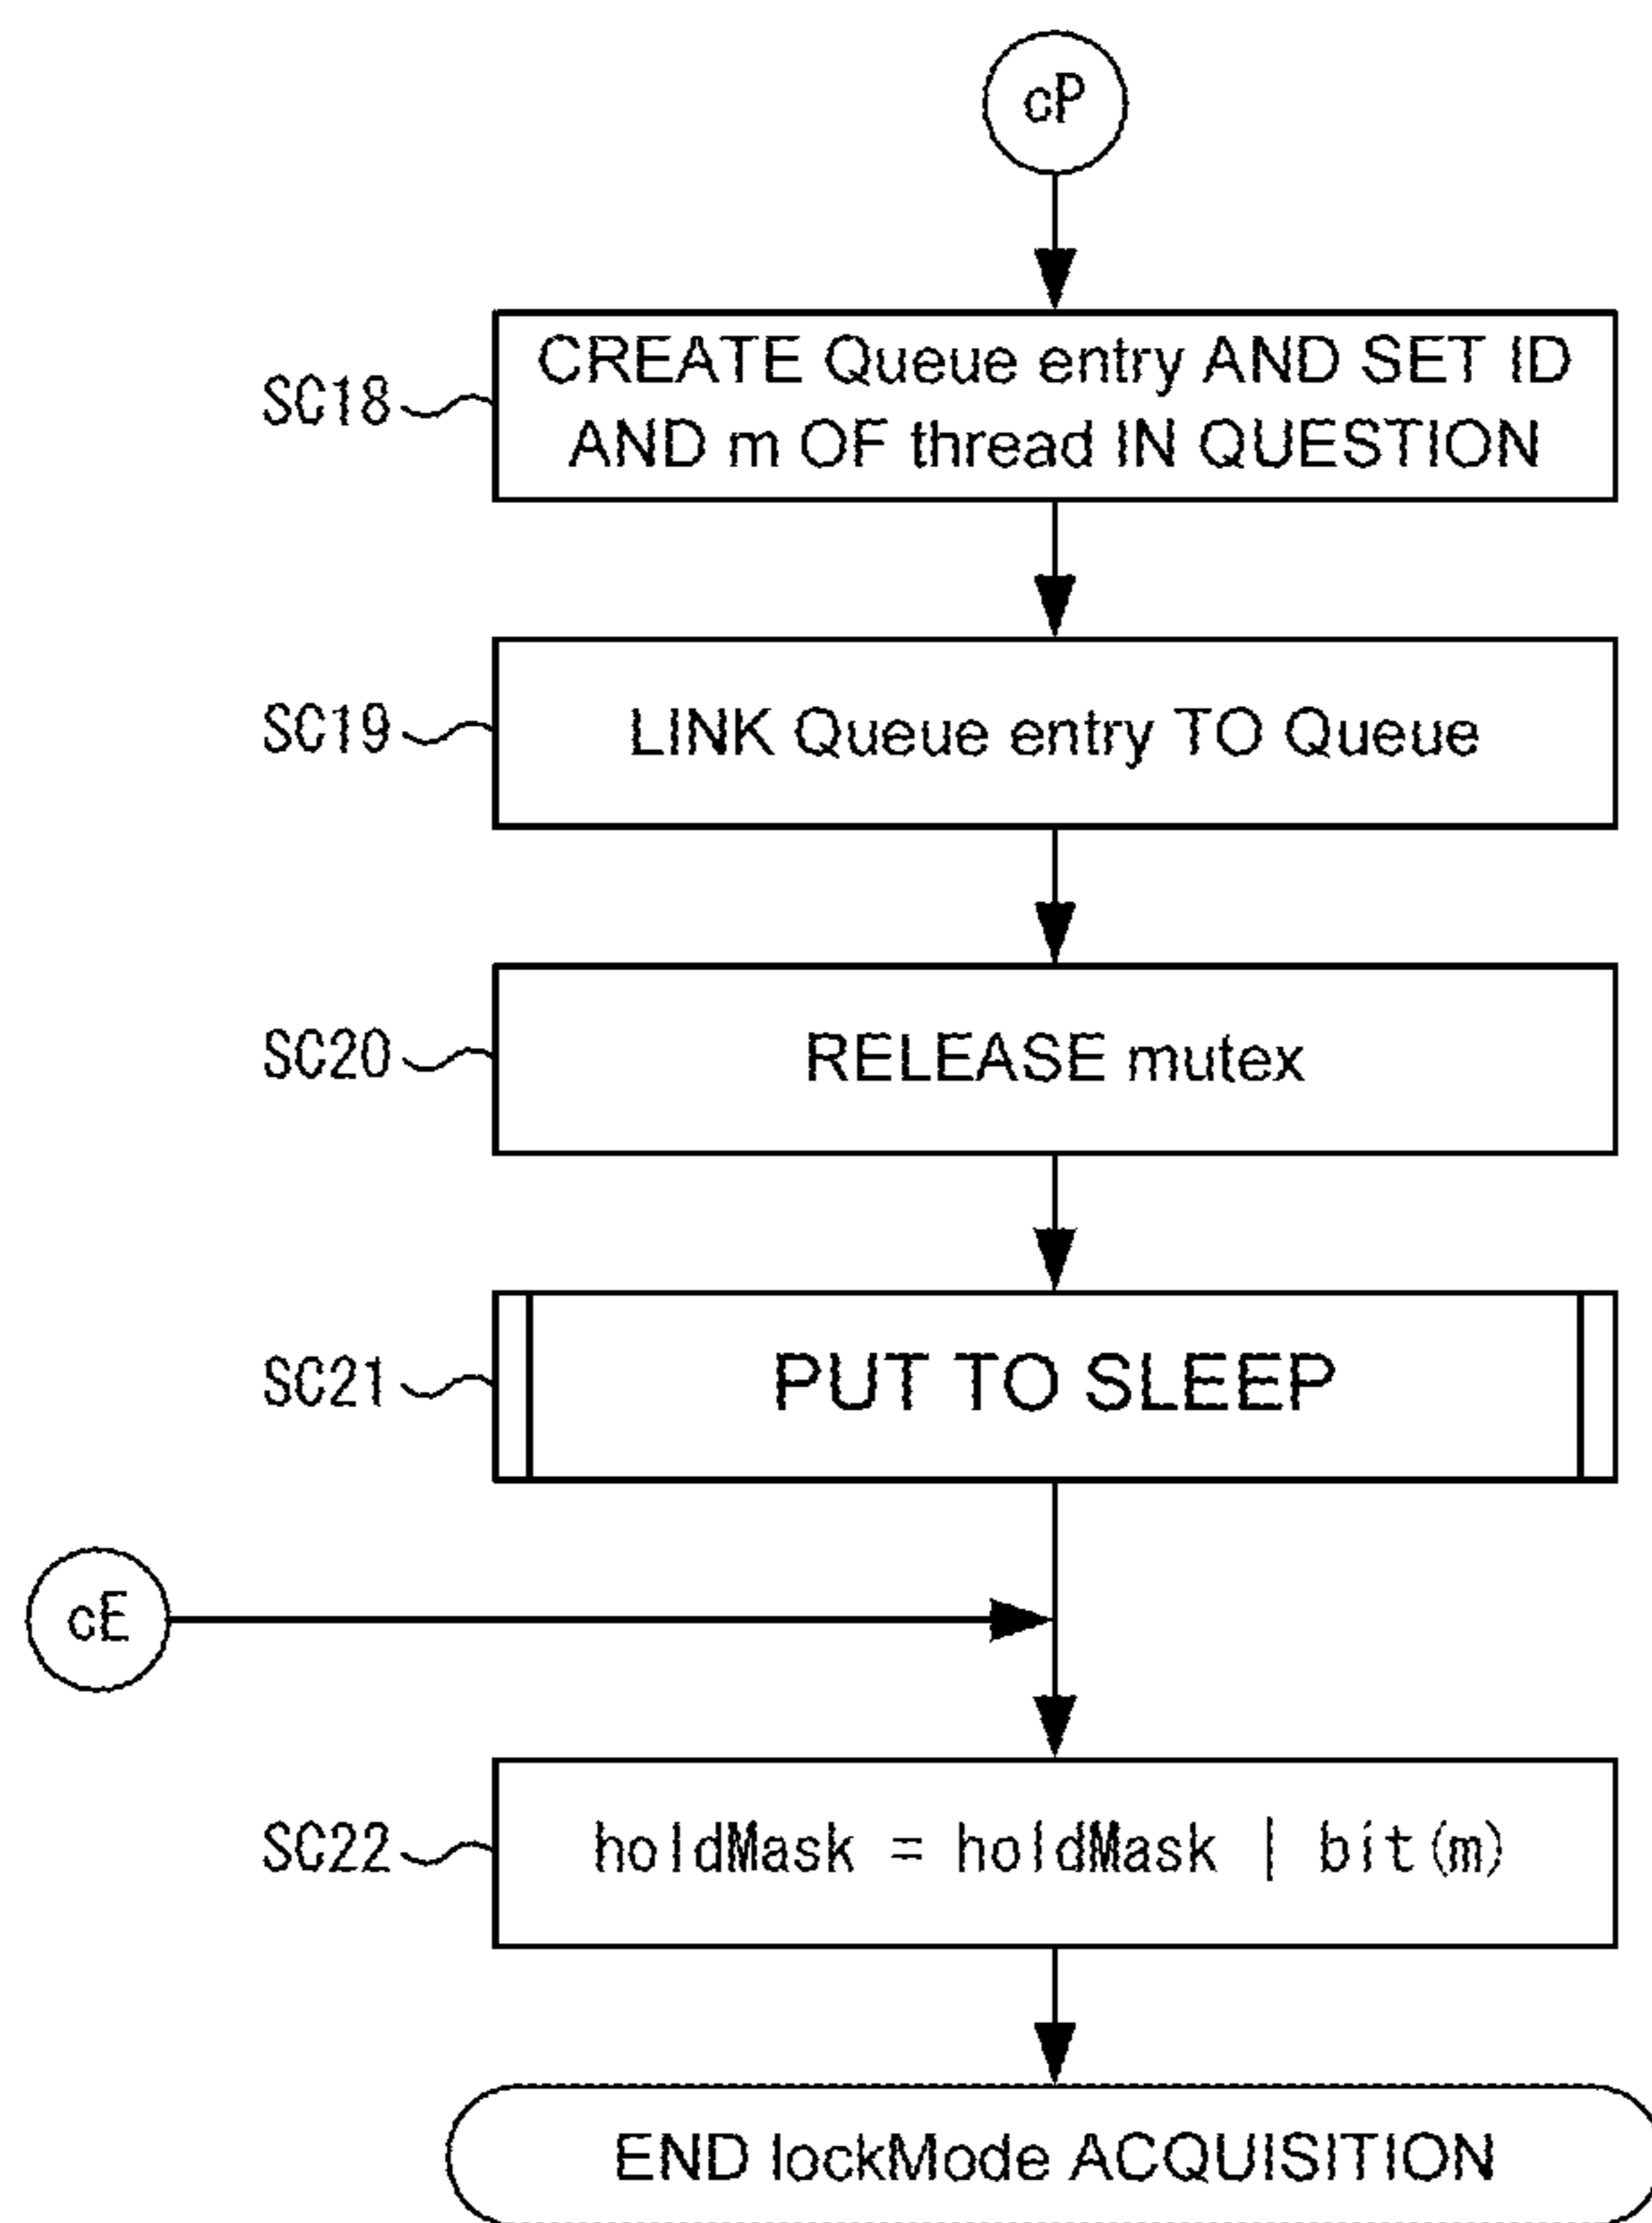 cP
SC18
CREATE Queue entry AND SET ID
AND m OF thread IN QUESTION
SC19
LINK Queue entry TO Queue
SC20
RELEASE mutex
SC21
PUT TO SLEEP
cE
SC22
holdMask = holdMask | bit(m)
END lockMode ACQUISITION